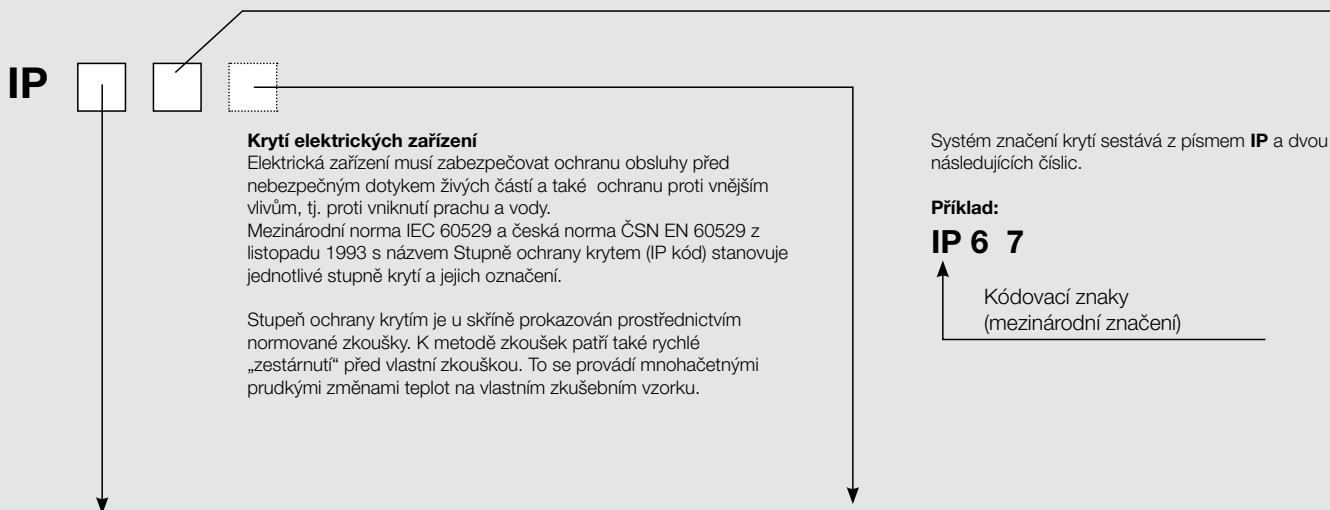 IP
Krytí elektrických zařízení
Elektrická zařízení musí zabezpečovat ochranu obsluhy před
nebezpečným dotykem živých částí a také  ochranu proti vnějším
vlivům, tj. proti vniknutí prachu a vody.
Mezinárodní norma IEC 60529 a česká norma ČSN EN 60529 z
listopadu 1993 s názvem Stupně ochrany krytem (IP kód) stanovuje
jednotlivé stupně krytí a jejich označení.
Stupeň ochrany krytím je u skříně prokazován prostřednictvím
normované zkoušky. K metodě zkoušek patří také rychlé
„zestárnutí“ před vlastní zkouškou. To se provádí mnohačetnými
prudkými změnami teplot na vlastním zkušebním vzorku.
Systém značení krytí sestává z písmem IP a dvou
následujících číslic.
Příklad:
IP 6 7
Kódovací znaky
(mezinárodní značení)